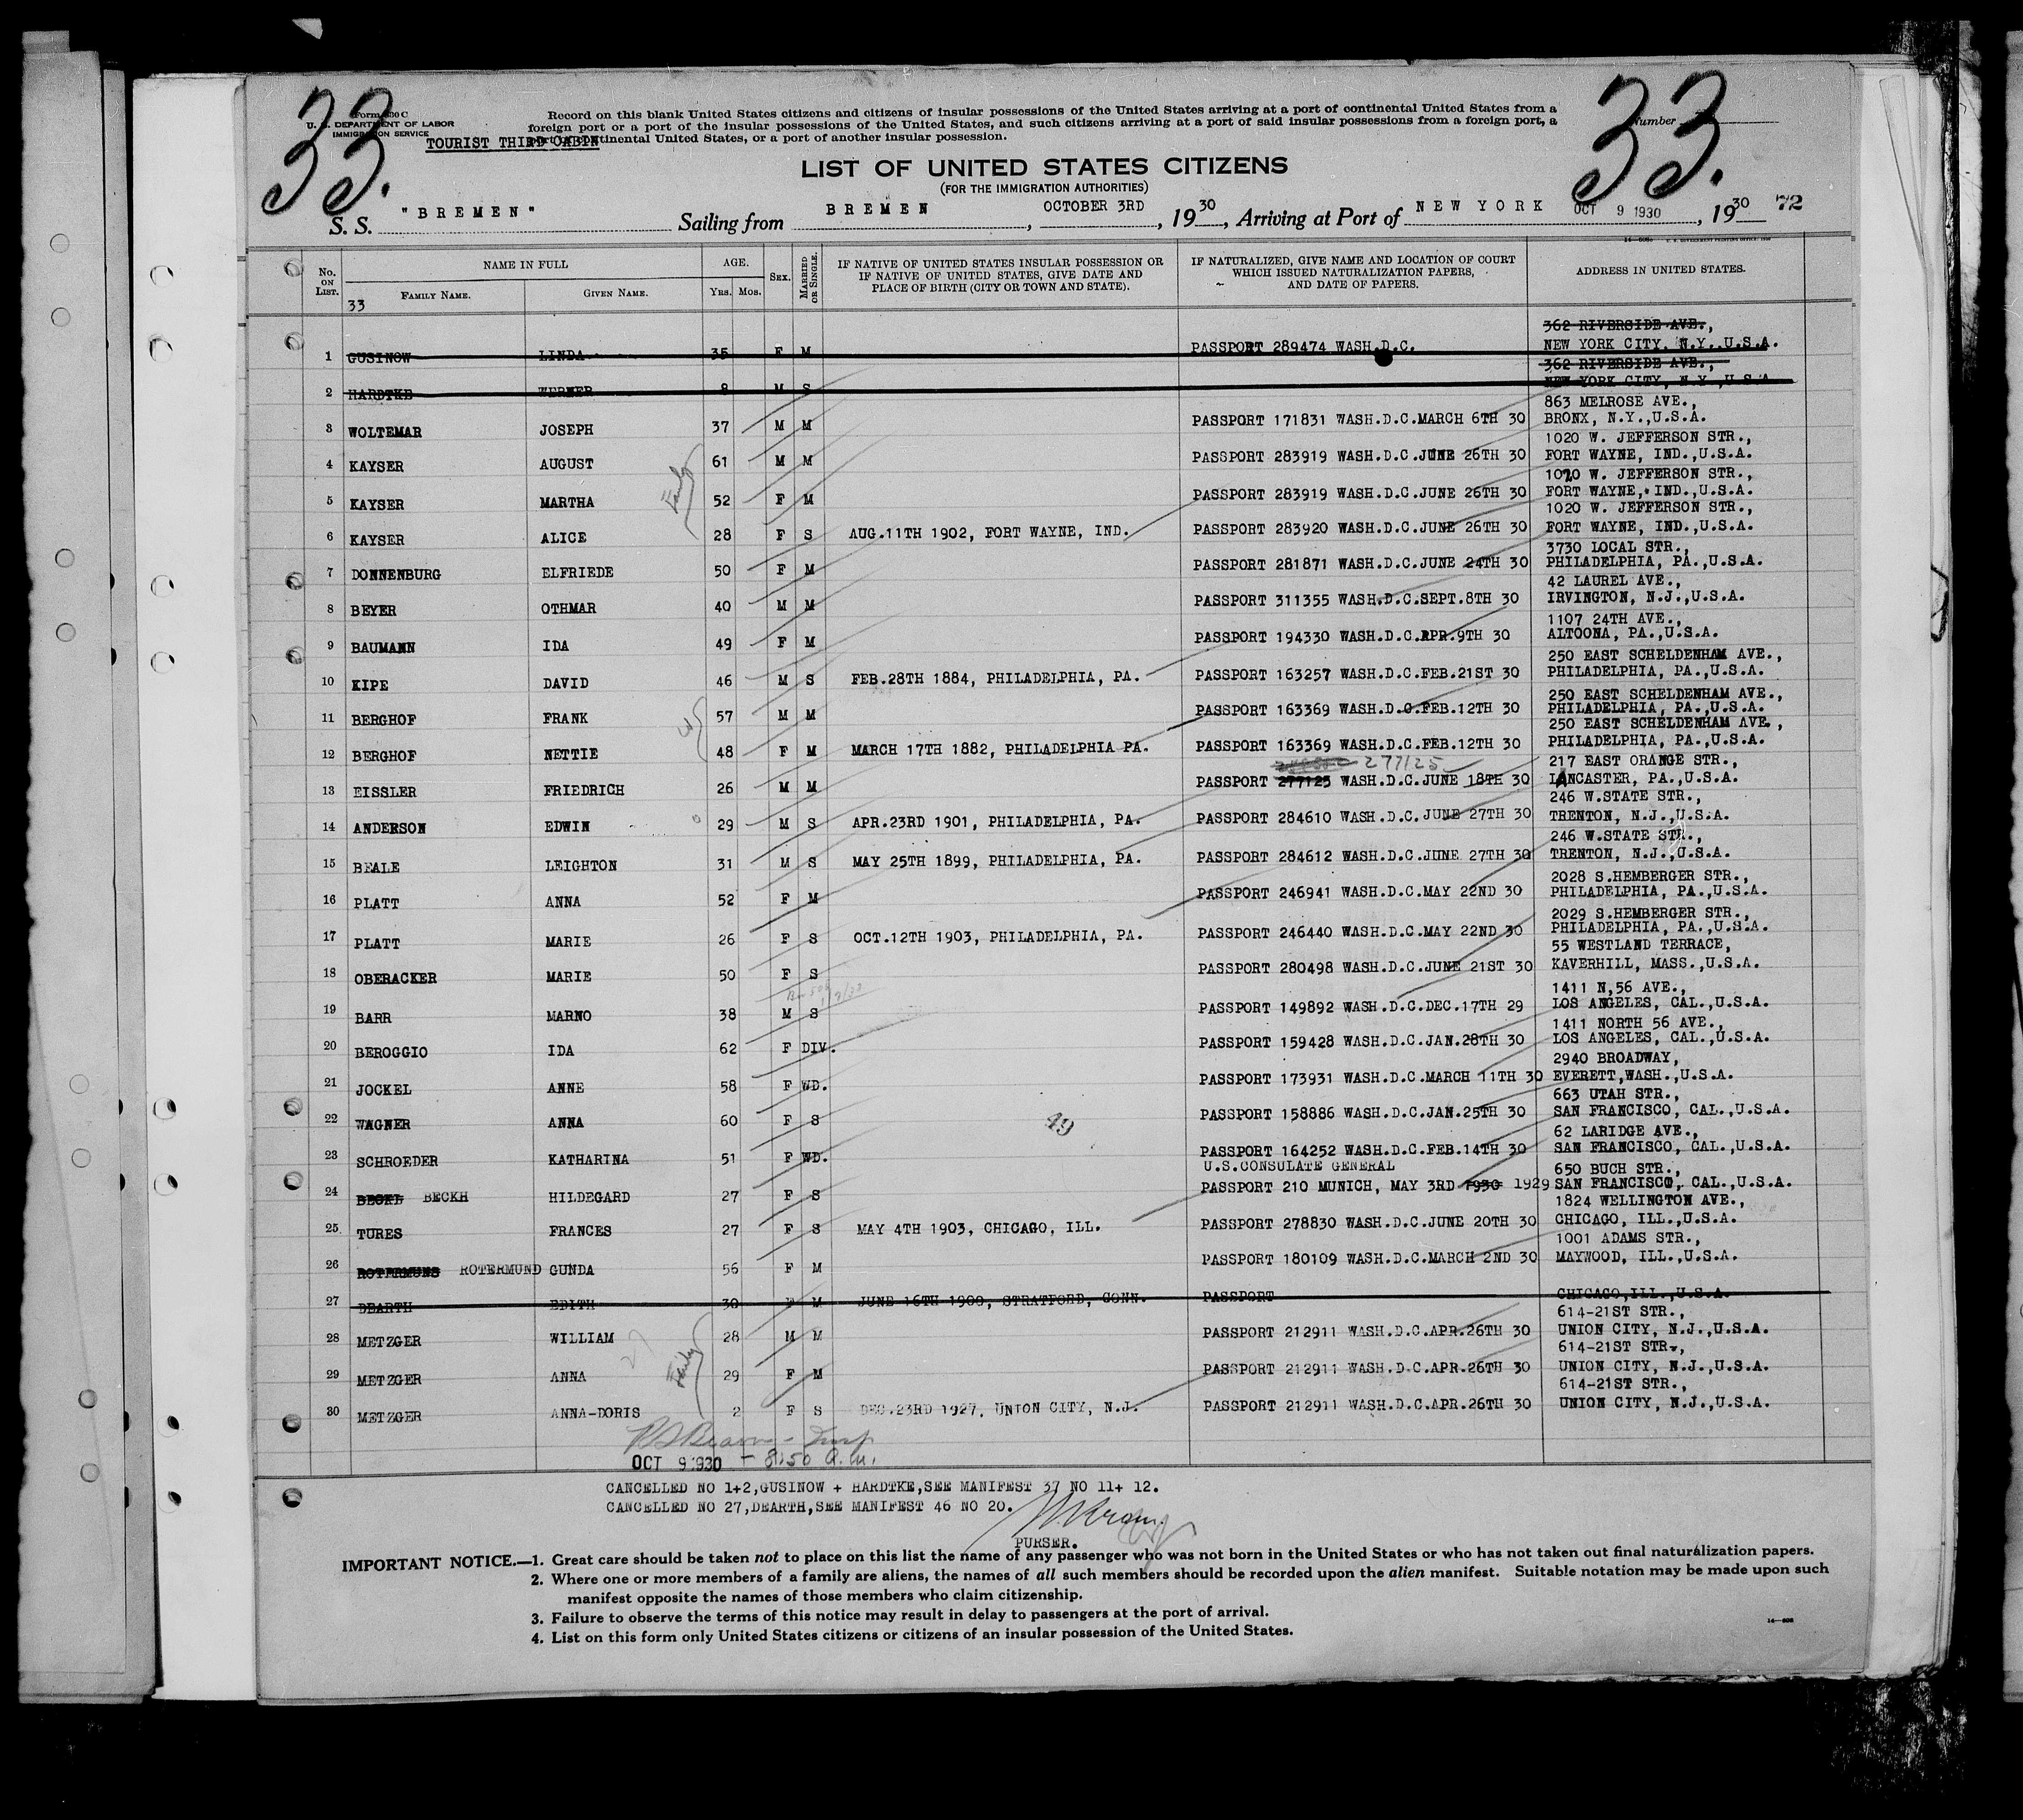 33.
33.
Form 630 C
U. S. DEPARTMENT OF LABOR
IMMIGRATION SERVICE
Number
TOURIST THIRD CABIN
Record on this blank United States citizens and citizens of insular possessions of the United States arriving at a port of continental United States from a
foreign port or a port of the insular possessions of the United States, and such citizens arriving at a port of said insular possessions from a foreign port, a
continental United States, or a port of another insular possession.
LIST OF UNITED STATES CITIZENS
(FOR THE IMMIGRATION AUTHORITIES)
S. S. "BREMEN" Sailing from BREMEN, OCTOBER 3RD, 1930, Arriving at Port of NEW YORK OCT 9 1930, 1930 72
No. ON LIST. NAME IN FULL FAMILY NAME. GIVEN NAME. AGE. Yrs. Mos. SEX. MARRIED OR SINGLE. IF NATIVE OF UNITED STATES INSULAR POSSESSION OR IF NATIVE OF UNITED STATES, GIVE DATE AND PLACE OF BIRTH (CITY OR TOWN AND STATE). IF NATURALIZED, GIVE NAME AND LOCATION OF COURT WHICH ISSUED NATURALIZATION PAPERS, AND DATE OF PAPERS. ADDRESS IN UNITED STATES.
33
362 RIVERSIDE AVE.,
1 GUSINOW LINDA 35 F M PASSPORT 289474 WASH.D.C. NEW YORK CITY, N.Y.,U.S.A.
362 RIVERSIDE AVE.,
2 HARDTKE WERNER 8 M S NEW YORK CITY, N.Y.,U.S.A.
863 MELROSE AVE.,
3 WOLTEMAR JOSEPH 37 M M PASSPORT 171831 WASH.D.C.MARCH 6TH 30 BRONX, N.Y.,U.S.A.
1020 W. JEFFERSON STR.,
4 KAYSER AUGUST 61 M M PASSPORT 283919 WASH.D.C.JUNE 26TH 30 FORT WAYNE, IND.,U.S.A.
Family
1020 W. JEFFERSON STR.,
5 KAYSER MARTHA 52 F M PASSPORT 283919 WASH.D.C.JUNE 26TH 30 FORT WAYNE, IND.,U.S.A.
1020 W. JEFFERSON STR.,
6 KAYSER ALICE 28 F S AUG.11TH 1902, FORT WAYNE, IND. PASSPORT 283920 WASH.D.C.JUNE 26TH 30 FORT WAYNE, IND.,U.S.A.
3730 LOCAL STR.,
7 DONNENBURG ELFRIEDE 50 F M PASSPORT 281871 WASH.D.C.JUNE 24TH 30 PHILADELPHIA, PA.,U.S.A.
42 LAUREL AVE.,
8 BEYER OTHMAR 40 M M PASSPORT 311355 WASH.D.C.SEPT.8TH 30 IRVINGTON, N.J.,U.S.A.
1107 24TH AVE.,
9 BAUMANN IDA 49 F M PASSPORT 194330 WASH.D.C.APR.9TH 30 ALTOONA, PA.,U.S.A.
250 EAST SCHELDENHAM AVE.,
10 KIPE DAVID 46 M S FEB.28TH 1884, PHILADELPHIA, PA. PASSPORT 163257 WASH.D.C.FEB.21ST 30 PHILADELPHIA, PA.,U.S.A.
250 EAST SCHELDENHAM AVE.,
11 BERGHOF FRANK 57 M M PASSPORT 163369 WASH.D.C.FEB.12TH 30 PHILADELPHIA, PA.,U.S.A.
250 EAST SCHELDENHAM AVE.,
12 BERGHOF NETTIE 48 F M MARCH 17TH 1882, PHILADELPHIA PA. PASSPORT 163369 WASH.D.C.FEB.12TH 30 PHILADELPHIA, PA.,U.S.A.
277125 217 EAST ORANGE STR.,
13 EISSLER FRIEDRICH 26 M M PASSPORT 277125 WASH.D.C.JUNE 18TH 30 LANCASTER, PA.,U.S.A.
246 W.STATE STR.,
14 ANDERSON EDWIN 29 M S APR.23RD 1901, PHILADELPHIA, PA. PASSPORT 284610 WASH.D.C.JUNE 27TH 30 TRENTON, N.J.,U.S.A.
246 W.STATE STR.,
15 BEALE LEIGHTON 31 M S MAY 25TH 1899, PHILADELPHIA, PA. PASSPORT 284612 WASH.D.C.JUNE 27TH 30 TRENTON, N.J.,U.S.A.
2028 S.HEMBERGER STR.,
16 PLATT ANNA 52 F M PASSPORT 246941 WASH.D.C.MAY 22ND 30 PHILADELPHIA, PA.,U.S.A.
2029 S.HEMBERGER STR.,
17 PLATT MARIE 26 F S OCT.12TH 1903, PHILADELPHIA, PA. PASSPORT 246440 WASH.D.C.MAY 22ND 30 PHILADELPHIA, PA.,U.S.A.
55 WESTLAND TERRACE,
18 OBERACKER MARIE 50 F S PASSPORT 280498 WASH.D.C.JUNE 21ST 30 KAVERHILL, MASS.,U.S.A.
1411 N,56 AVE.,
19 BARR MARNO 38 M S PASSPORT 149892 WASH.D.C.DEC.17TH 29 LOS ANGELES, CAL.,U.S.A.
1411 NORTH 56 AVE.,
20 BEROGGIO IDA 62 F DIV. PASSPORT 159428 WASH.D.C.JAN.28TH 30 LOS ANGELES, CAL.,U.S.A.
2940 BROADWAY,
21 JOCKEL ANNE 58 F WD. PASSPORT 173931 WASH.D.C.MARCH 11TH 30 EVERETT,WASH.,U.S.A.
663 UTAH STR.,
22 WAGNER ANNA 60 F S 49 PASSPORT 158886 WASH.D.C.JAN.25TH 30 SAN FRANCISCO, CAL.,U.S.A.
62 LARIDGE AVE.,
23 SCHROEDER KATHARINA 51 F WD. PASSPORT 164252 WASH.D.C.FEB.14TH 30 SAN FRANCISCO, CAL.,U.S.A.
U.S.CONSULATE GENERAL 650 BUCH STR.,
24 BECKL BECKH HILDEGARD 27 F S PASSPORT 210 MUNICH, MAY 3RD 1930 1929 SAN FRANCISCO, CAL.,U.S.A.
1824 WELLINGTON AVE.,
25 TURES FRANCES 27 F S MAY 4TH 1903, CHICAGO, ILL. PASSPORT 278830 WASH.D.C.JUNE 20TH 30 CHICAGO, ILL.,U.S.A.
1001 ADAMS STR.,
26 ROTERMUNS ROTERMUND GUNDA 56 F M PASSPORT 180109 WASH.D.C.MARCH 2ND 30 MAYWOOD, ILL.,U.S.A.
27 DEARTH EDITH 30 F M JUNE 16TH 1900, STRATFORD, CONN. PASSPORT CHICAGO,ILL.,U.S.A.
614-21ST STR.,
28 METZGER WILLIAM 28 M M PASSPORT 212911 WASH.D.C.APR.26TH 30 UNION CITY, N.J.,U.S.A.
Family
614-21ST STR.,
29 METZGER ANNA 29 F M PASSPORT 212911 WASH.D.C.APR.26TH 30 UNION CITY, N.J.,U.S.A.
614-21ST STR.,
30 METZGER ANNA-DORIS 2 F S DEC.23RD 1927, UNION CITY, N.J. PASSPORT 212911 WASH.D.C.APR.26TH 30 UNION CITY, N.J.,U.S.A.
OCT 9 1930 - 8:50 a.m.
CANCELLED NO 1+2,GUSINOW + HARDTKE,SEE MANIFEST 37 NO 11+ 12.
CANCELLED NO 27,DEARTH,SEE MANIFEST 46 NO 20.
PURSER.
IMPORTANT NOTICE.—1. Great care should be taken not to place on this list the name of any passenger who was not born in the United States or who has not taken out final naturalization papers.
2. Where one or more members of a family are aliens, the names of all such members should be recorded upon the alien manifest. Suitable notation may be made upon such
manifest opposite the names of those members who claim citizenship.
3. Failure to observe the terms of this notice may result in delay to passengers at the port of arrival.
4. List on this form only United States citizens or citizens of an insular possession of the United States.